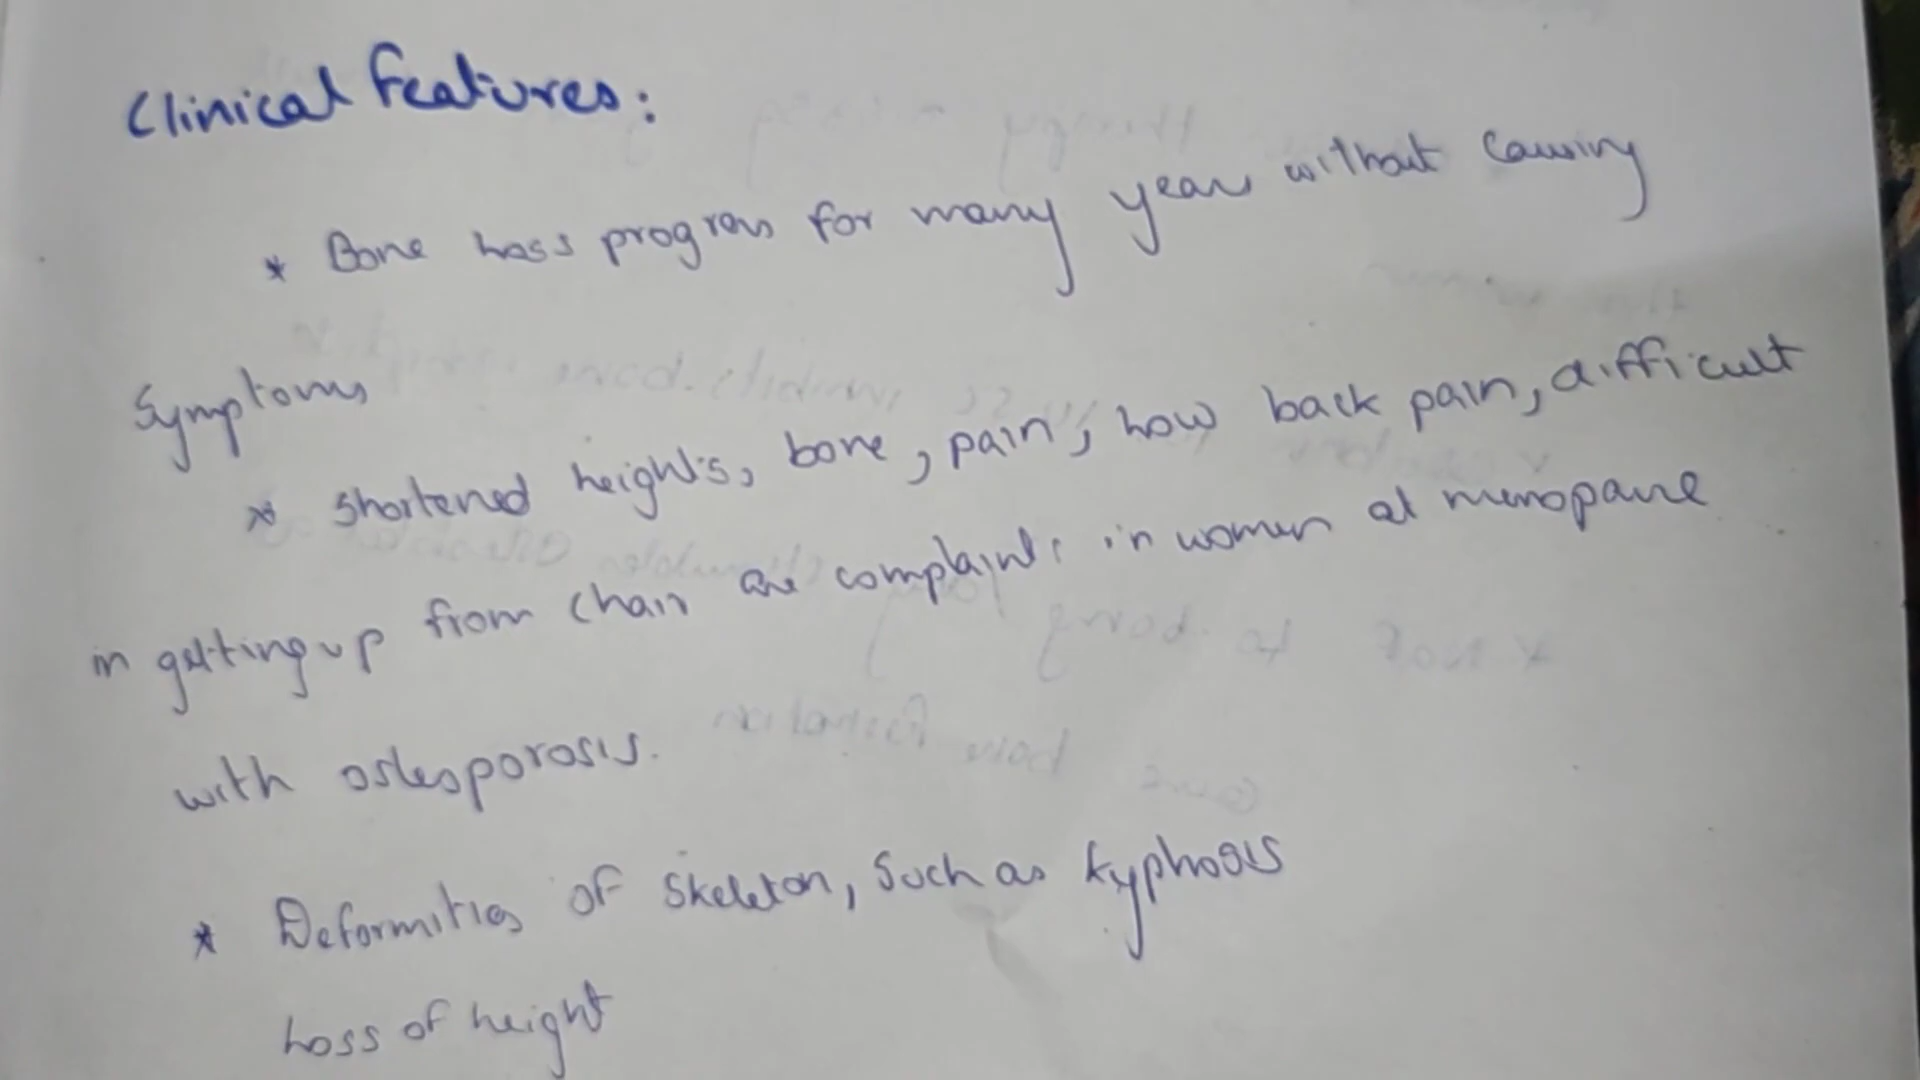 Clinical Features:
* Bone Loss progress for many years without causing
Symptoms
* Shortened heights, bone, pain, Low back pain, difficult
in getting up from chair are complaints in women at menopause
with osteoporosis.
* Deformities of Skeleton, Such as kyphosis
Loss of height